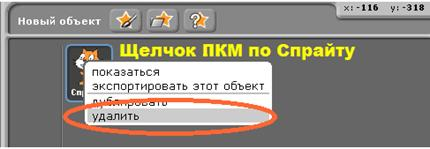 x: -116 y: -318
Новый объект
Щелчок ПКМ по Спрайту
показаться
экспортировать этот объект
дублировать
удалить